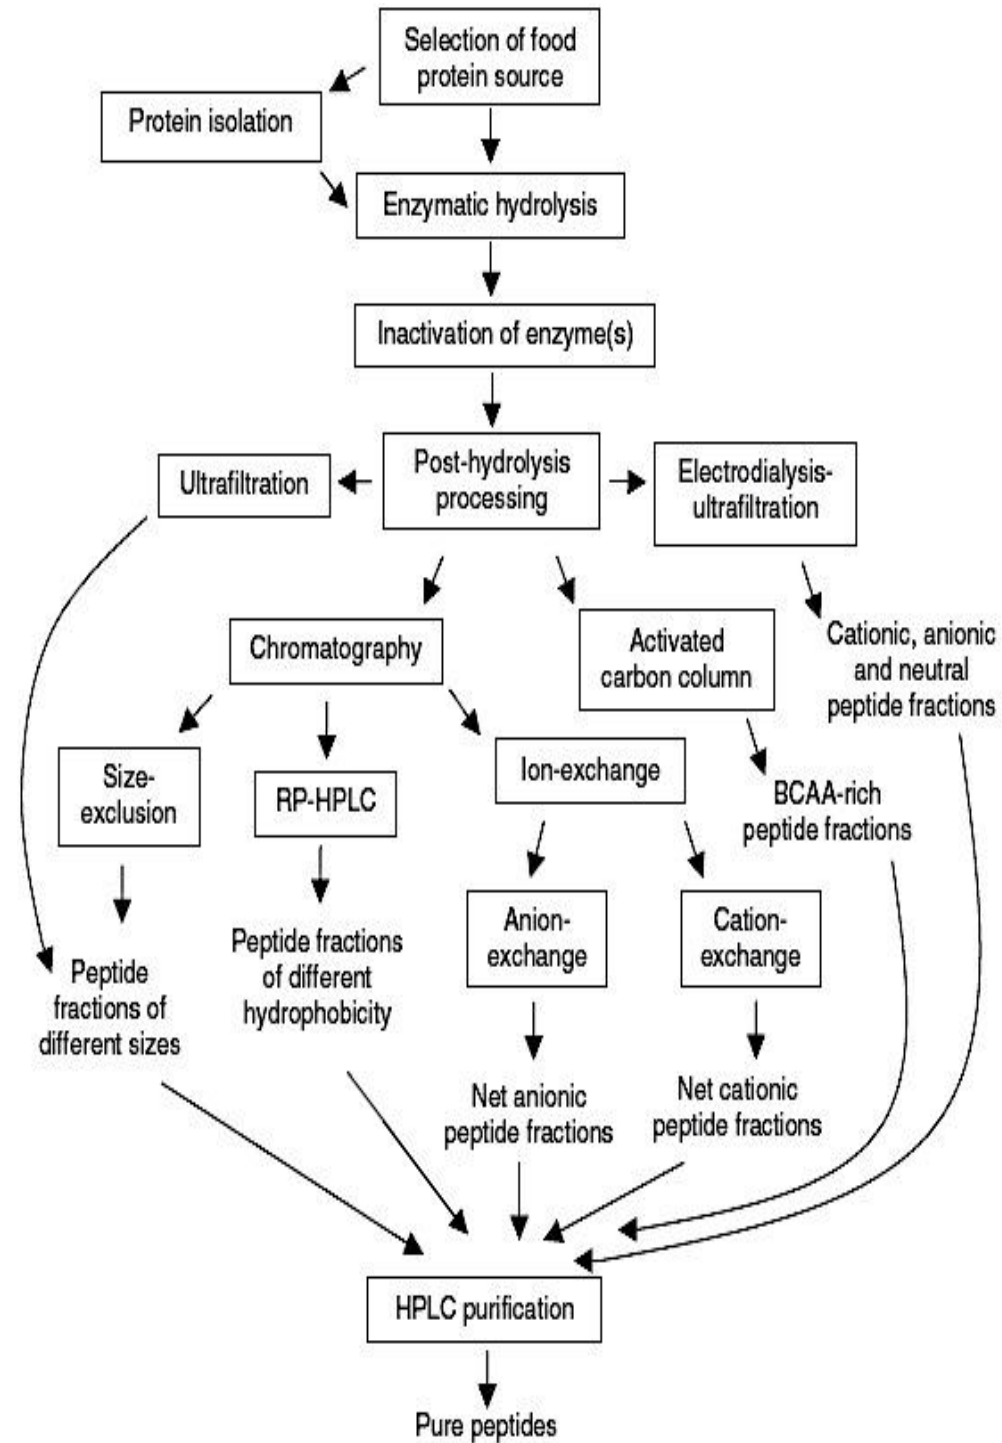 Selection of food
protein source
Protein isolation
Enzymatic hydrolysis
Inactivation of enzyme(s)
Post-hydrolysis
processing
Ultrafiltration
Electrodialysis-
ultrafiltration
Chromatography
Activated
carbon column
Cationic, anionic
and neutral
peptide fractions
Size-
exclusion
RP-HPLC
Ion-exchange
BCAA-rich
peptide fractions
Peptide
fractions of
different sizes
Peptide fractions
of different
hydrophobicity
Anion-
exchange
Cation-
exchange
Net anionic
peptide fractions
Net cationic
peptide fractions
HPLC purification
Pure peptides